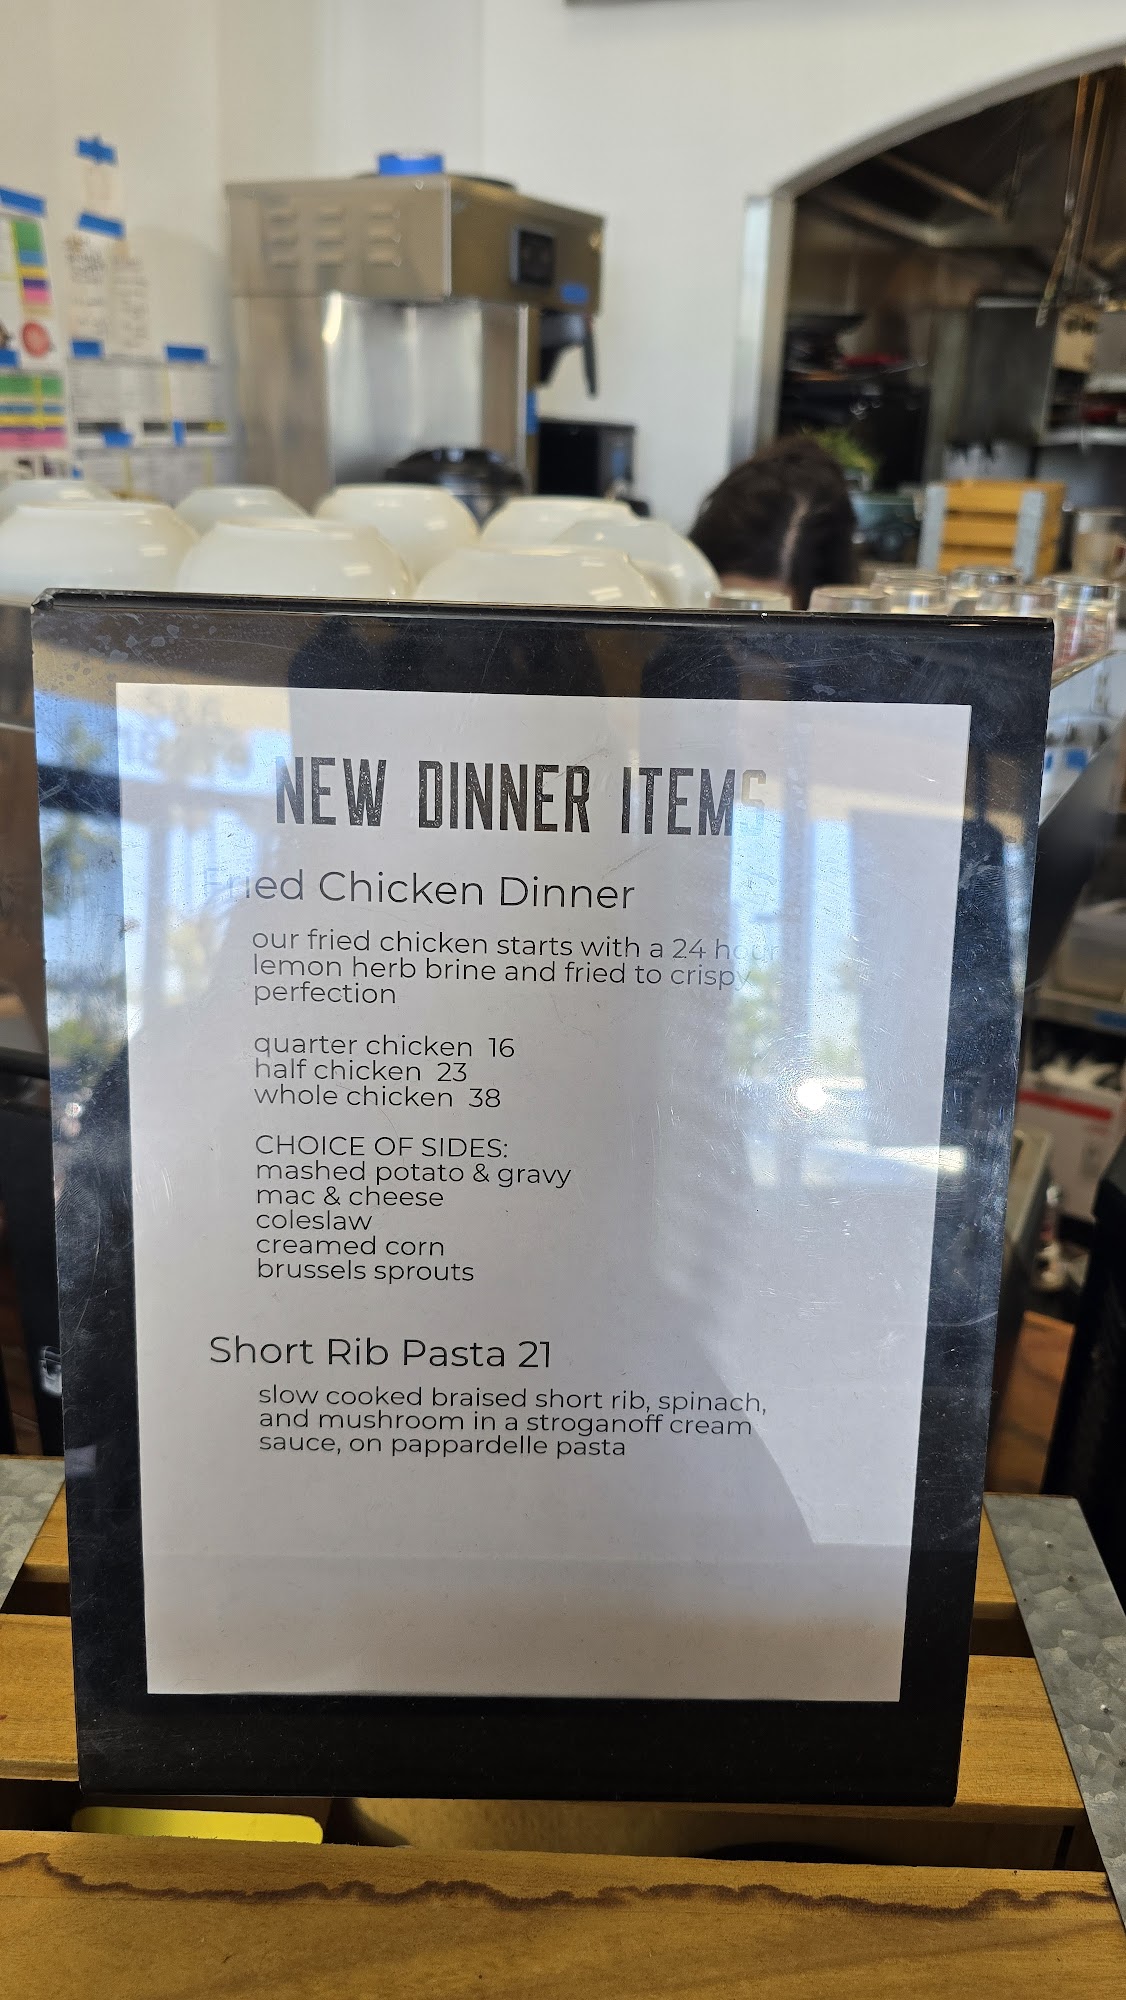 NEW DINNER ITEMS
Fried Chicken Dinner
our fried chicken starts with a 24 hour
lemon herb brine and fried to crispy
perfection
quarter chicken 16
half chicken 23
whole chicken 38
CHOICE OF SIDES:
mashed potato & gravy
mac & cheese
coleslaw
creamed corn
brussels sprouts
Short Rib Pasta 21
slow cooked braised short rib, spinach,
and mushroom in a stroganoff cream
sauce, on pappardelle pasta